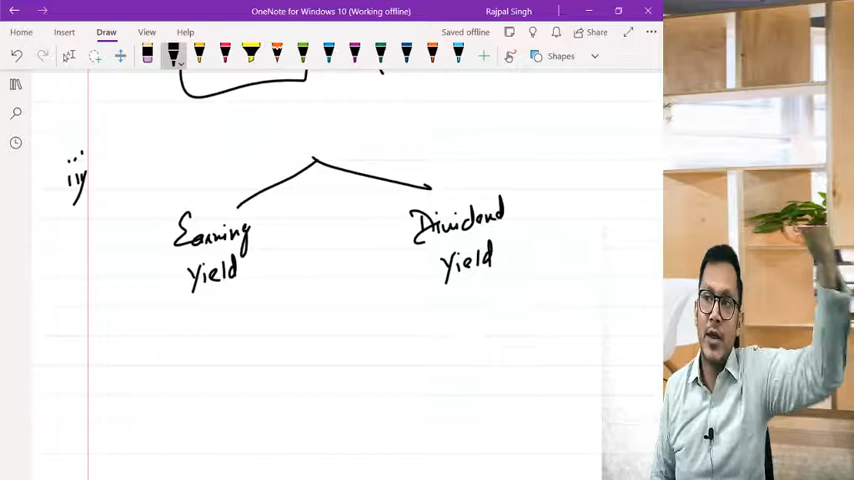 OneNote for Windows 10 (Working offline)
Rajpal Singh
Home Insert Draw View Help
Saved offline
Share
Shapes
iii)
Earning Dividend
yield yield